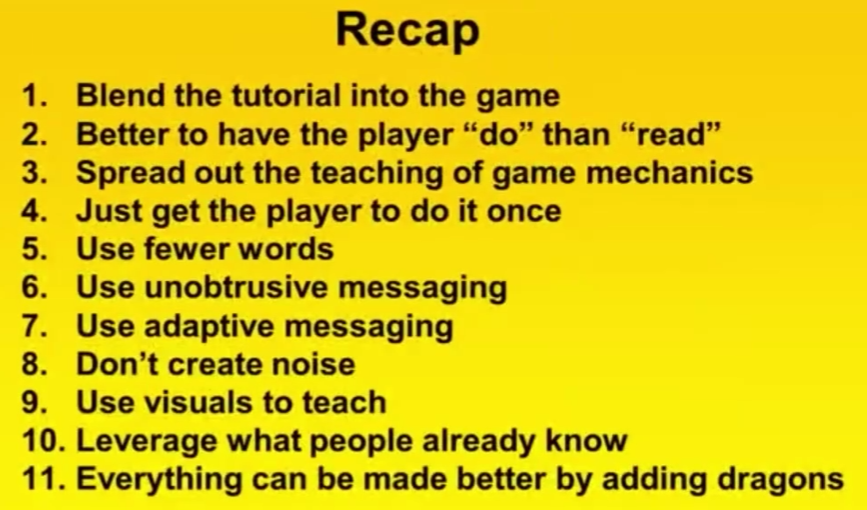 Recap
1. Blend the tutorial into the game
2. Better to have the player “do” than “read”
3. Spread out the teaching of game mechanics
4. Just get the player to do it once
5. Use fewer words
6. Use unobtrusive messaging
7. Use adaptive messaging
8. Don’t create noise
9. Use visuals to teach
10. Leverage what people already know
11. Everything can be made better by adding dragons